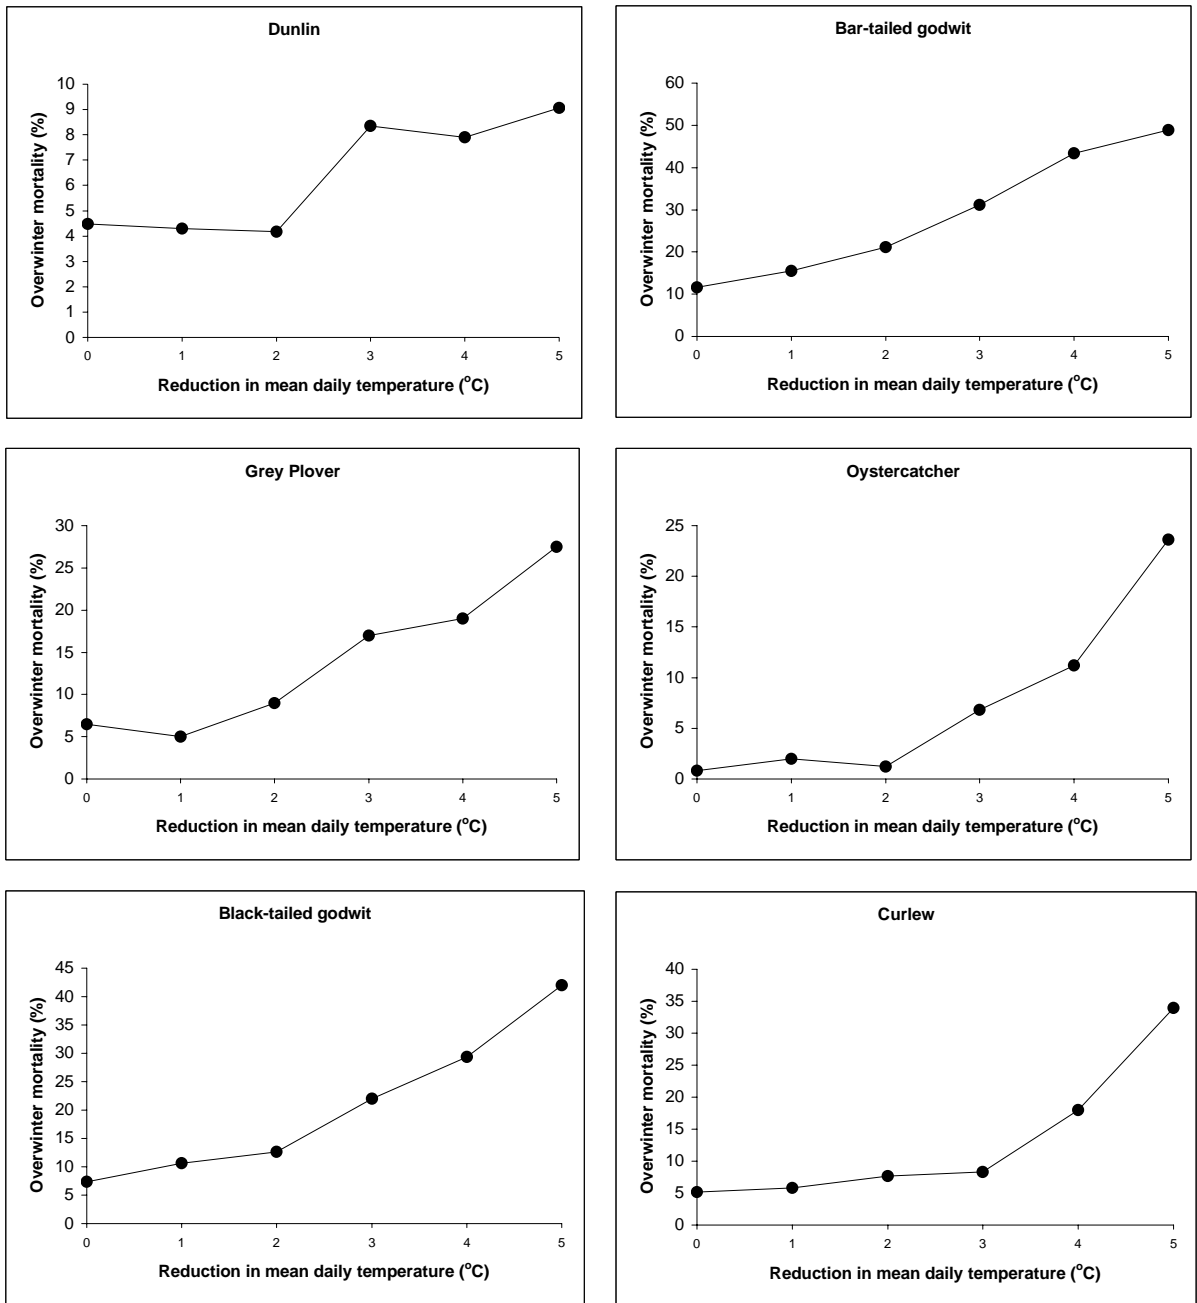 Dunlin
Overwinter mortality (%)
10
9
8
7
6
5
4
3
2
1
0
0 1 2 3 4 5
Reduction in mean daily temperature (°C)
Bar-tailed godwit
Overwinter mortality (%)
60
50
40
30
20
10
0
0 1 2 3 4 5
Reduction in mean daily temperature (°C)
Grey Plover
Overwinter mortality (%)
30
25
20
15
10
5
0
0 1 2 3 4 5
Reduction in mean daily temperature (°C)
Oystercatcher
Overwinter mortality (%)
25
20
15
10
5
0
0 1 2 3 4 5
Reduction in mean daily temperature (°C)
Black-tailed godwit
Overwinter mortality (%)
45
40
35
30
25
20
15
10
5
0
0 1 2 3 4 5
Reduction in mean daily temperature (°C)
Curlew
Overwinter mortality (%)
40
35
30
25
20
15
10
5
0
0 1 2 3 4 5
Reduction in mean daily temperature (°C)